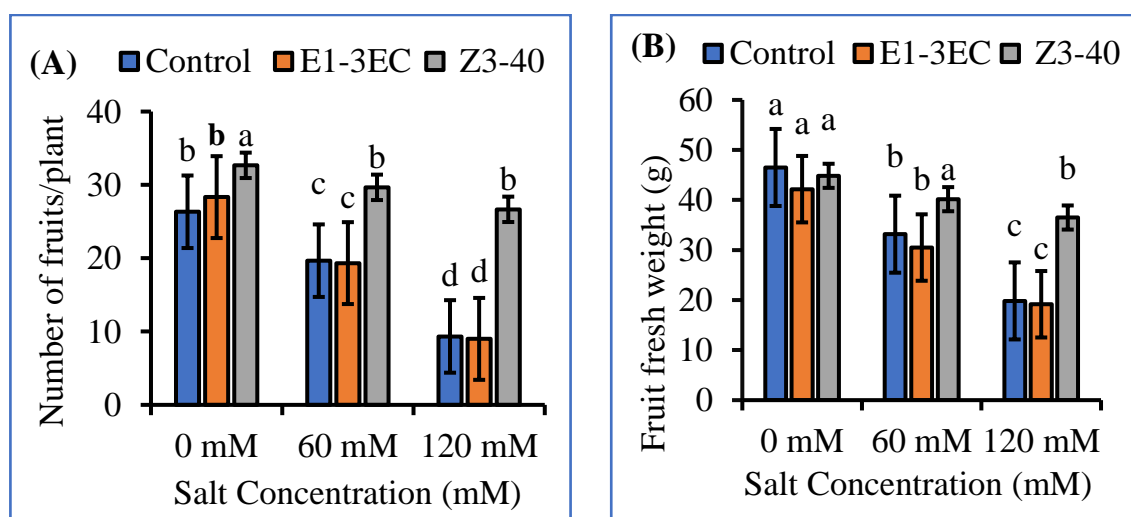 (A)
Control E1-3EC Z3-40
Number of fruits/plant
40
30
20
10
0
b b a
c c b
d d b
0 mM 60 mM 120 mM
Salt Concentration (mM)
(B)
Control E1-3EC Z3-40
Fruit fresh weight (g)
60
50
40
30
20
10
0
a a a
b b a
c c b
0 mM 60 mM 120 mM
Salt Concentration (mM)